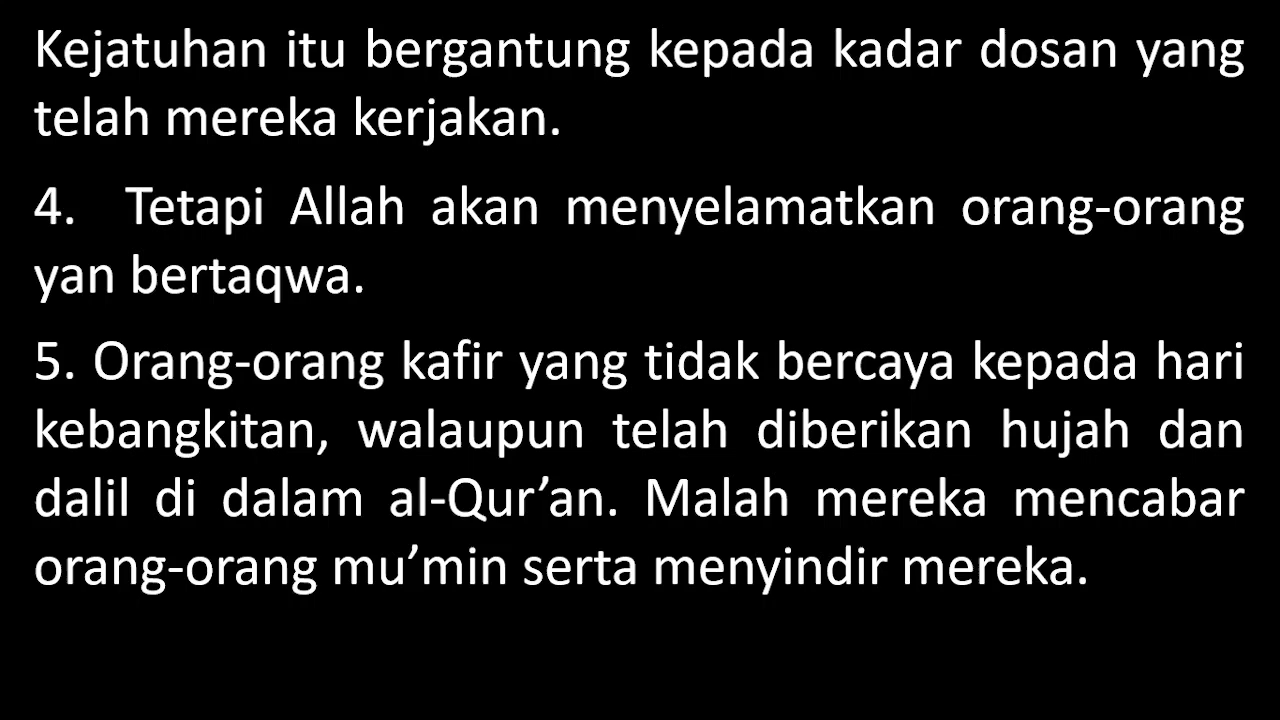 Kejatuhan itu bergantung kepada kadar dosan yang
telah mereka kerjakan.
4. Tetapi Allah akan menyelamatkan orang-orang
yan bertaqwa.
5. Orang-orang kafir yang tidak bercaya kepada hari
kebangkitan, walaupun telah diberikan hujah dan
dalil di dalam al-Qur’an. Malah mereka mencabar
orang-orang mu’min serta menyindir mereka.